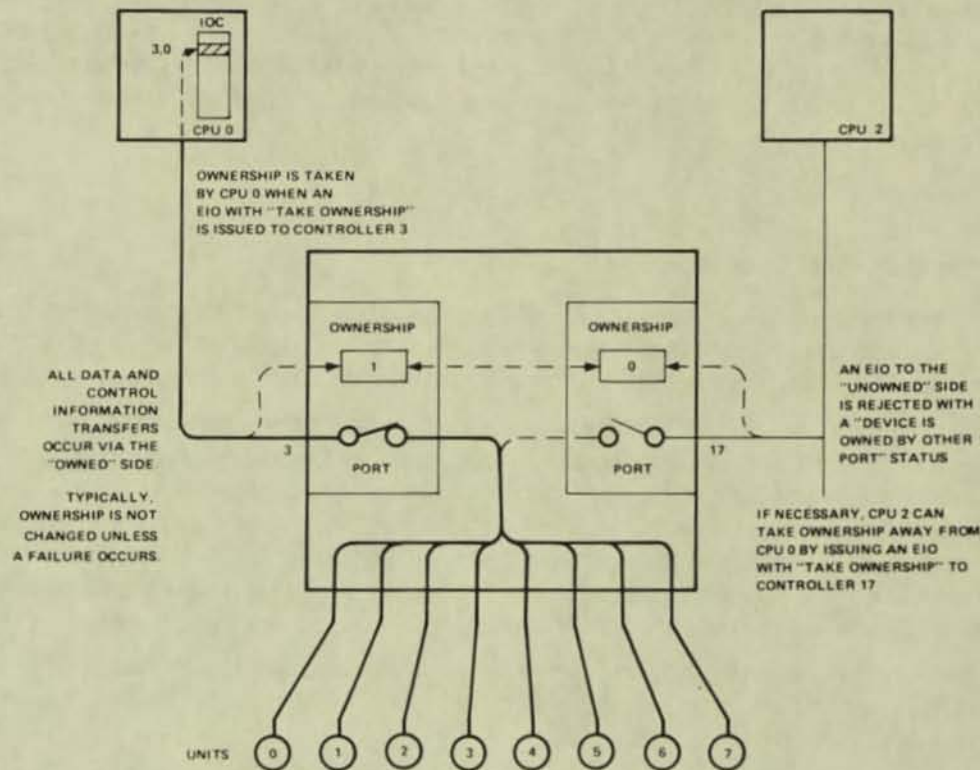 IOC
3,0
CPU 0
CPU 2
OWNERSHIP IS TAKEN
BY CPU 0 WHEN AN
EIO WITH "TAKE OWNERSHIP"
IS ISSUED TO CONTROLLER 3
OWNERSHIP
1
PORT
3
OWNERSHIP
0
PORT
17
ALL DATA AND
CONTROL
INFORMATION
TRANSFERS
OCCUR VIA THE
"OWNED" SIDE.
TYPICALLY,
OWNERSHIP IS NOT
CHANGED UNLESS
A FAILURE OCCURS.
AN EIO TO THE
"UNOWNED" SIDE
IS REJECTED WITH
A "DEVICE IS
OWNED BY OTHER
PORT" STATUS
IF NECESSARY, CPU 2 CAN
TAKE OWNERSHIP AWAY FROM
CPU 0 BY ISSUING AN EIO
WITH "TAKE OWNERSHIP" TO
CONTROLLER 17
UNITS 0 1 2 3 4 5 6 7